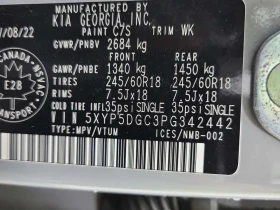 MANUFACTURED BY
/08/22 KIA GEORGIA, INC.
PAINT C7S TRIM WK
GVWR/PNBV 2684 kg
GAWR/PNBE 1340 kg 1450 kg
TIRES 245/60R18 245/60R18
RIMS 7.5Jx18 7.5Jx18
COLD TIRE INFL. 35psi SINGLE 35psi SINGLE
VIN 5XYP5DGC3PG342442
TYPE:MPV/VTUM ICES/NMB-002
CANADA
E28
MSVAC